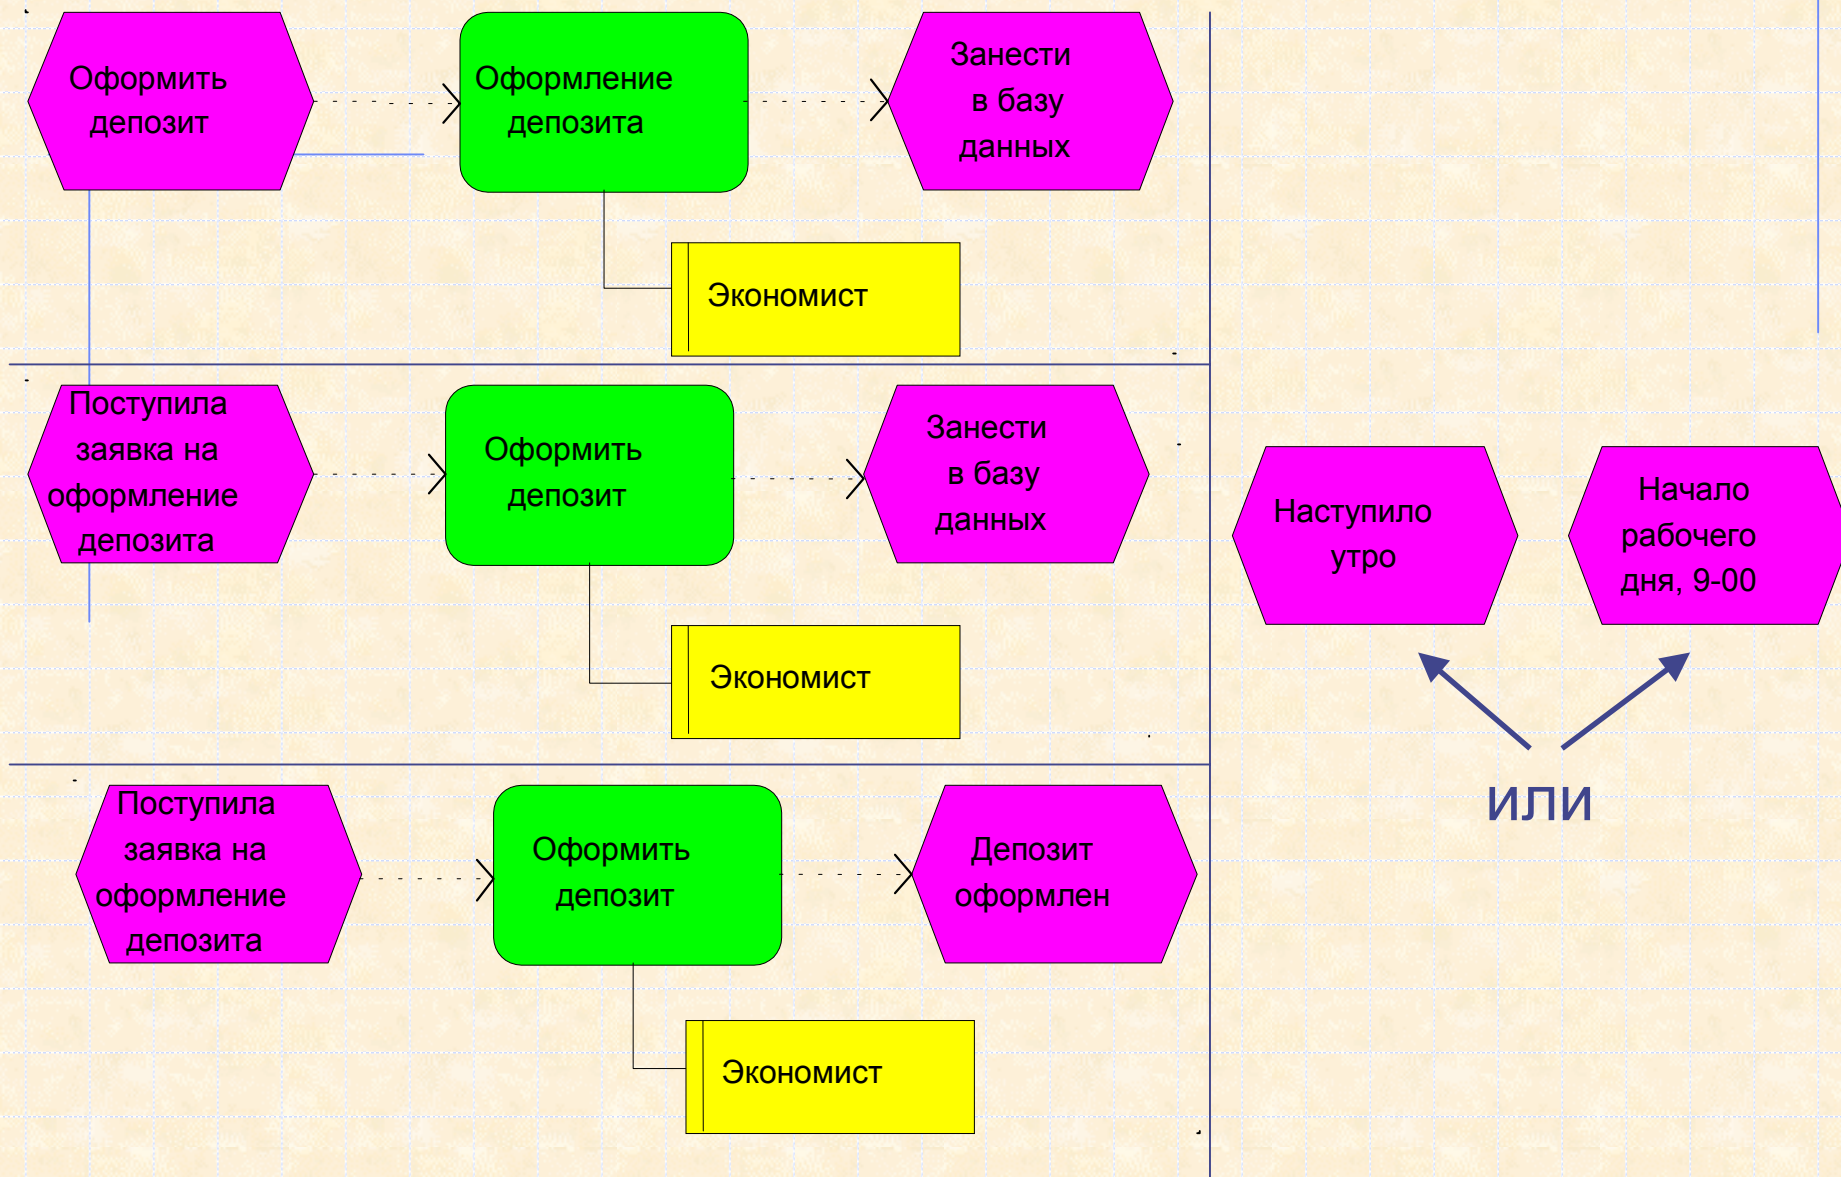 Оформить
депозит
Оформление
депозита
Занести
в базу
данных
Экономист
Поступила
заявка на
оформление
депозита
Оформить
депозит
Занести
в базу
данных
Экономист
Поступила
заявка на
оформление
депозита
Оформить
депозит
Депозит
оформлен
Экономист
Наступило
утро
Начало
рабочего
дня, 9-00
или